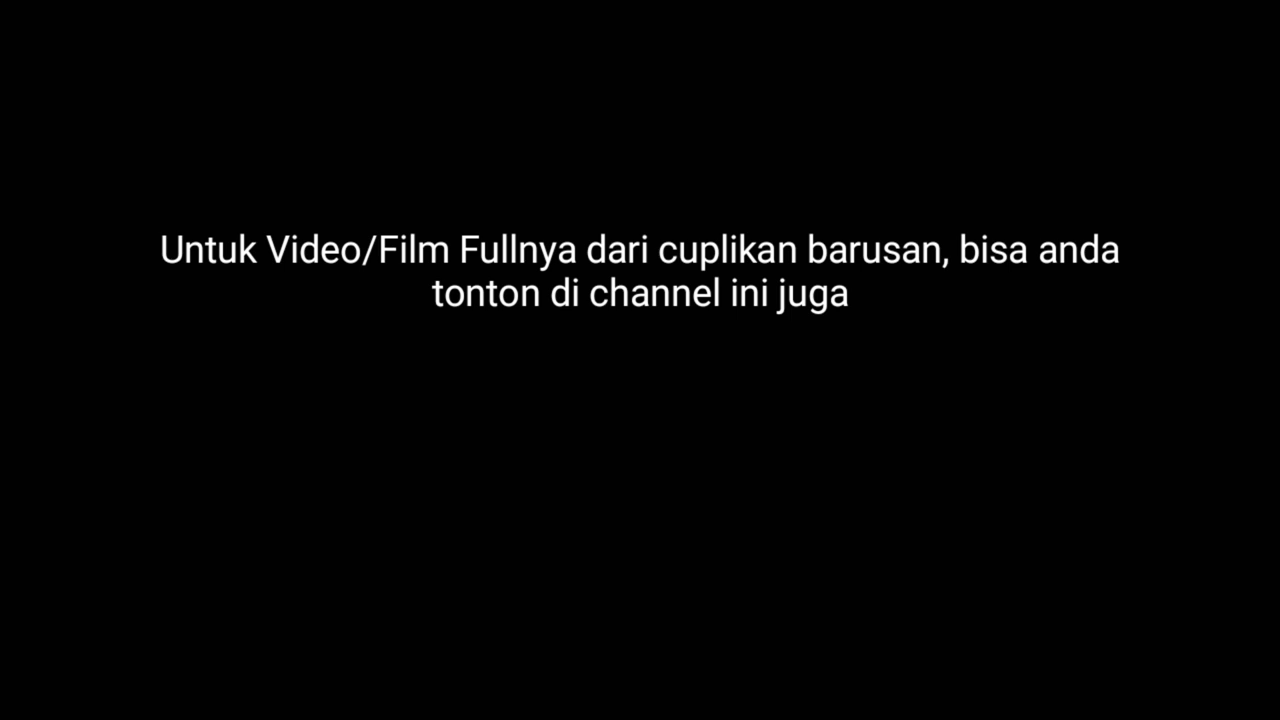 Untuk Video/Film Fullnya dari cuplikan barusan, bisa anda
tonton di channel ini juga